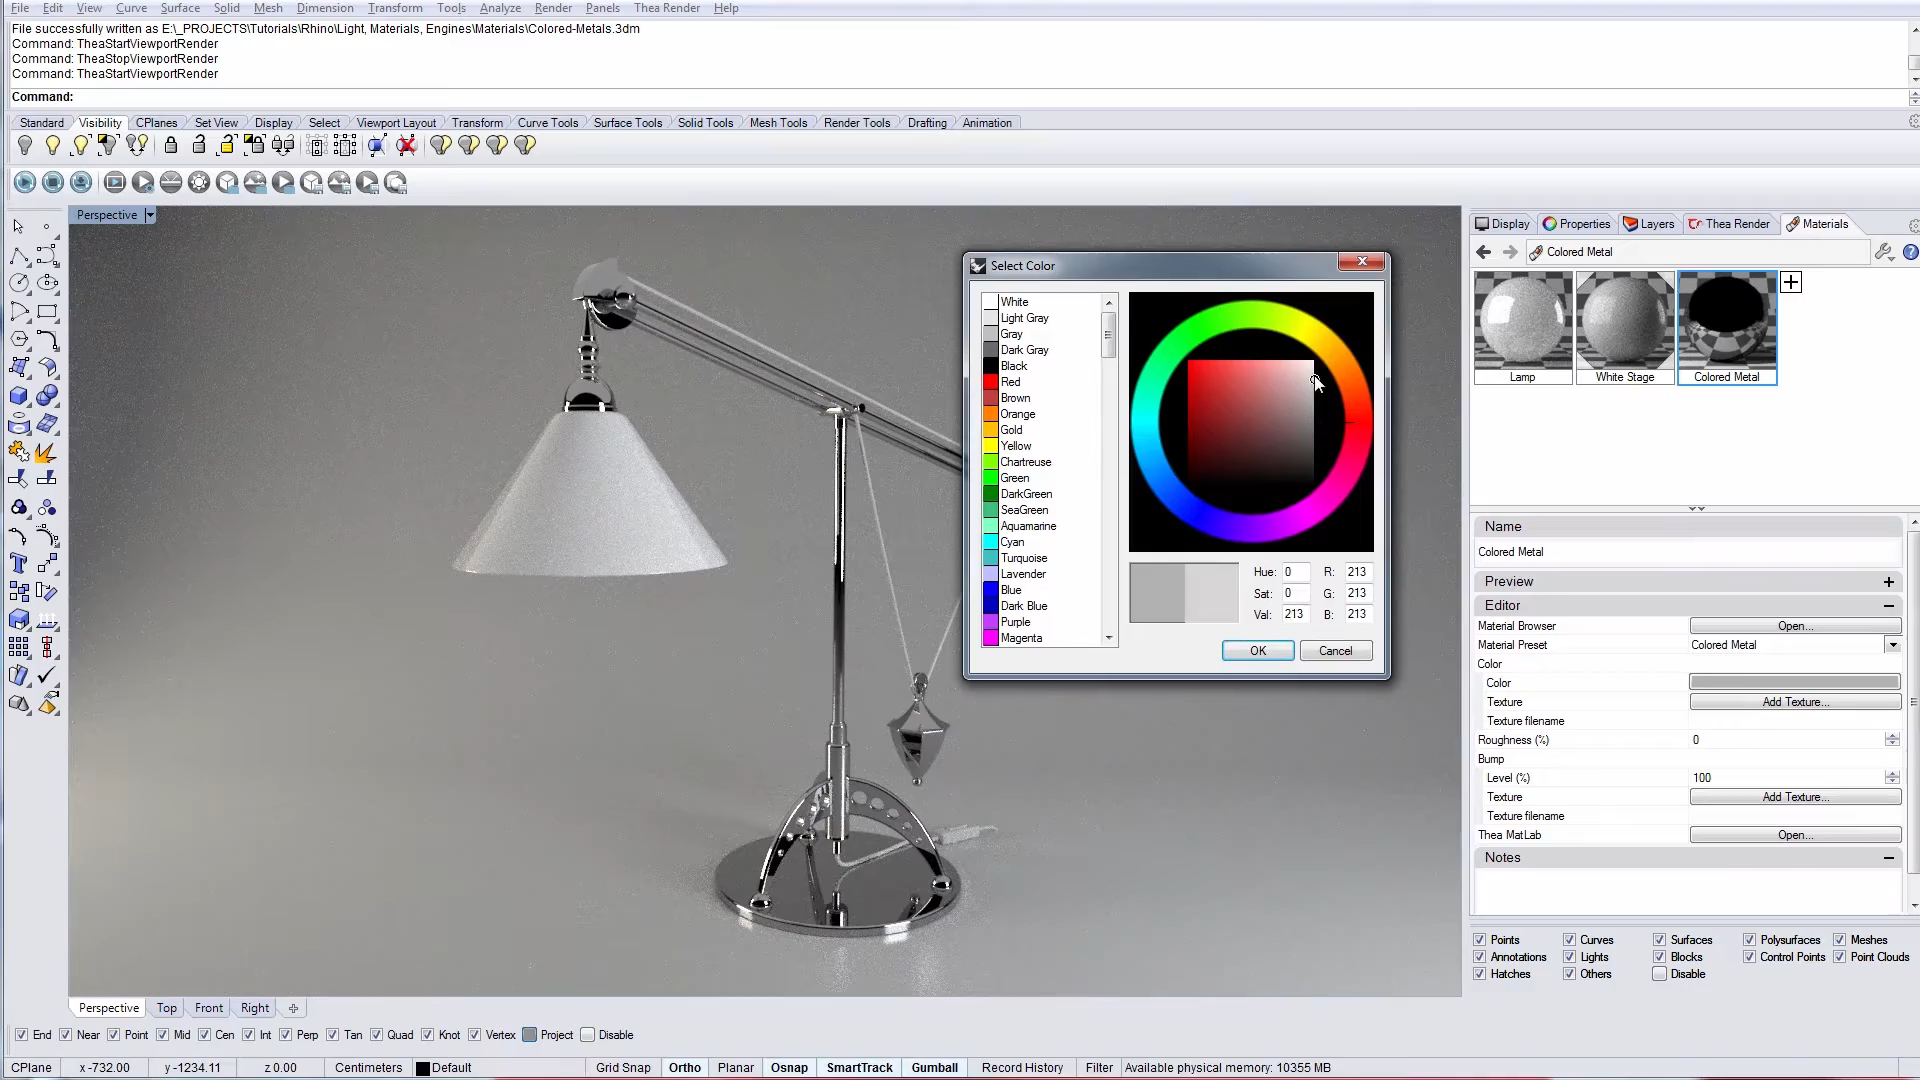 File Edit View Curve Surface Solid Mesh Dimension Transform Tools Analyze Render Panels Thea Render Help
File successfully written as E:\_PROJECTS\Tutorials\Rhino\Light, Materials, Engines\Materials\Colored-Metals.3dm
Command: TheaStartViewportRender
Command: TheaStopViewportRender
Command: TheaStartViewportRender
Command:
Standard Visibility CPlanes Set View Display Select Viewport Layout Transform Curve Tools Surface Tools Solid Tools Mesh Tools Render Tools Drafting Animation
Perspective
Display Properties Layers Thea Render Materials
Colored Metal
Lamp White Stage Colored Metal
Select Color
White
Light Gray
Gray
Dark Gray
Black
Red
Brown
Orange
Gold
Yellow
Chartreuse
Green
DarkGreen
SeaGreen
Aquamarine
Cyan
Turquoise
Lavender
Blue
Dark Blue
Purple
Magenta
Hue: 0 R: 213
Sat: 0 G: 213
Val: 213 B: 213
OK Cancel
Name
Colored Metal
Preview
Editor
Material Browser Open...
Material Preset Colored Metal
Color
Color
Texture Add Texture...
Texture filename
Roughness (%) 0
Bump
Level (%) 100
Texture Add Texture...
Texture filename
Thea MatLab Open...
Notes
Points Curves Surfaces Polysurfaces Meshes
Annotations Lights Blocks Control Points Point Clouds
Hatches Others Disable
Perspective Top Front Right
End Near Point Mid Cen Int Perp Tan Quad Knot Vertex Project Disable
CPlane x -732.00 y -1234.11 z 0.00 Centimeters Default Grid Snap Ortho Planar Osnap SmartTrack Gumball Record History Filter Available physical memory: 10355 MB